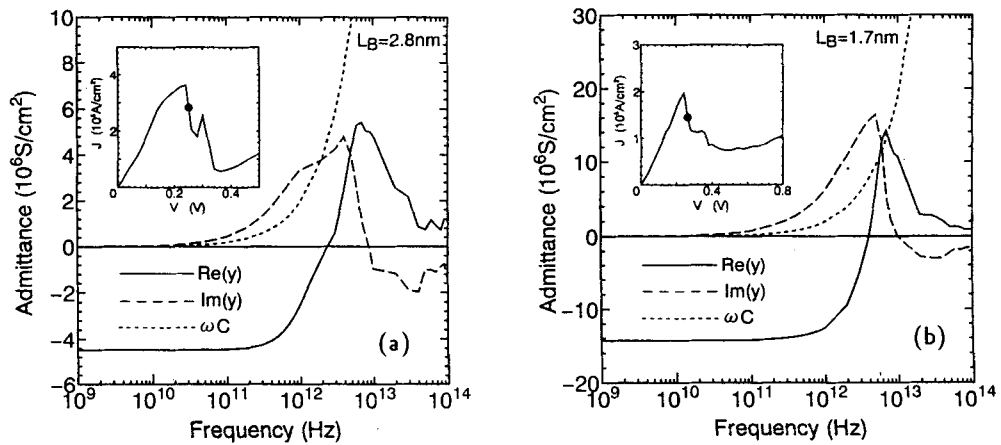 10
8
6
4
2
0
−2
−4
−6
Admittance (10⁶S/cm²)
L_B=2.8nm
4
2
0
J (10⁵A/cm²)
0
0.2
0.4
V (V)
Re(y)
Im(y)
ωC
(a)
10⁹ 10¹⁰ 10¹¹ 10¹² 10¹³ 10¹⁴
Frequency (Hz)
30
20
10
0
−10
−20
Admittance (10⁶S/cm²)
L_B=1.7nm
3
2
1
0
0
0.4
0.8
V (V)
Re(y)
Im(y)
ωC
(b)
10⁹ 10¹⁰ 10¹¹ 10¹² 10¹³ 10¹⁴
Frequency (Hz)